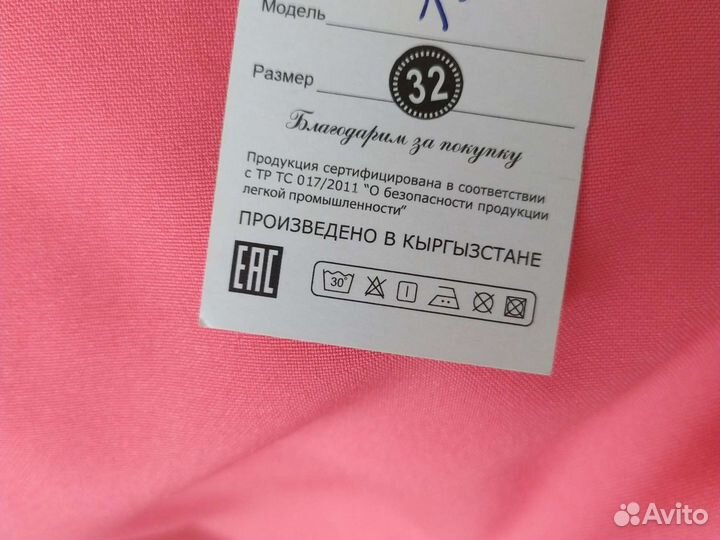 Модель
Размер 32
Благодарим за покупку
Продукция сертифицирована в соответствии
с ТР ТС 017/2011 "О безопасности продукции
легкой промышленности"
ПРОИЗВЕДЕНО В КЫРГЫЗСТАНЕ
EAC
30°
Avito